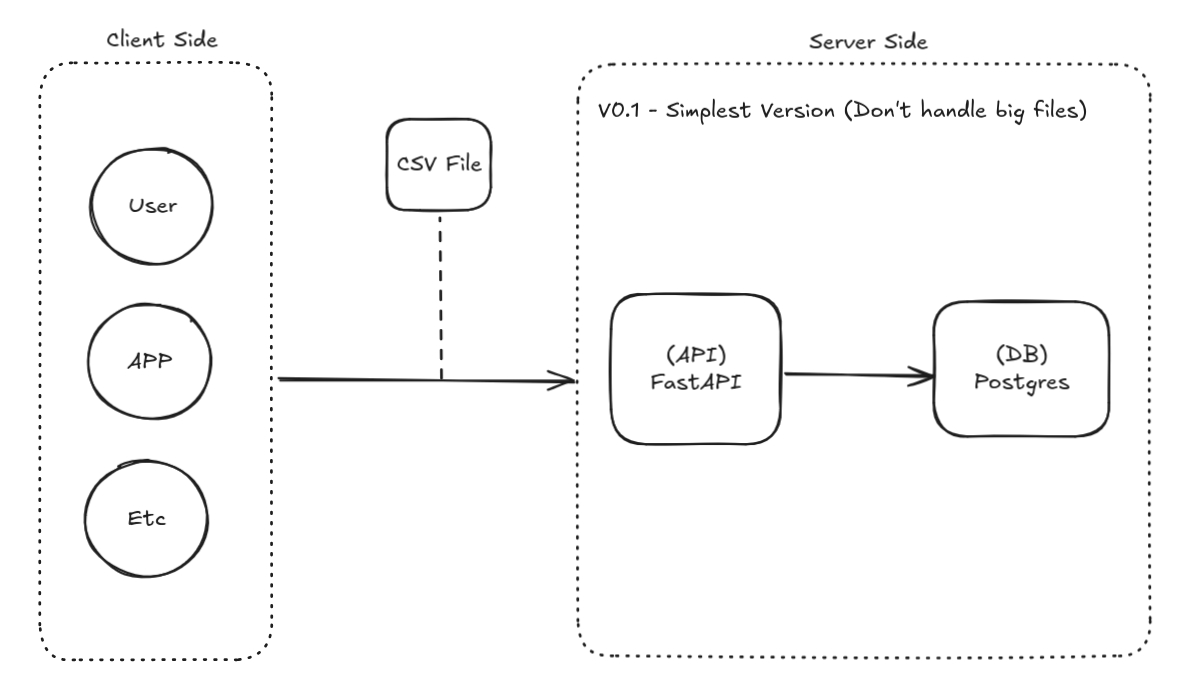 Client Side
Server Side
V0.1 - Simplest Version (Don't handle big files)
CSV File
User
APP
Etc
(API)
FastAPI
(DB)
Postgres